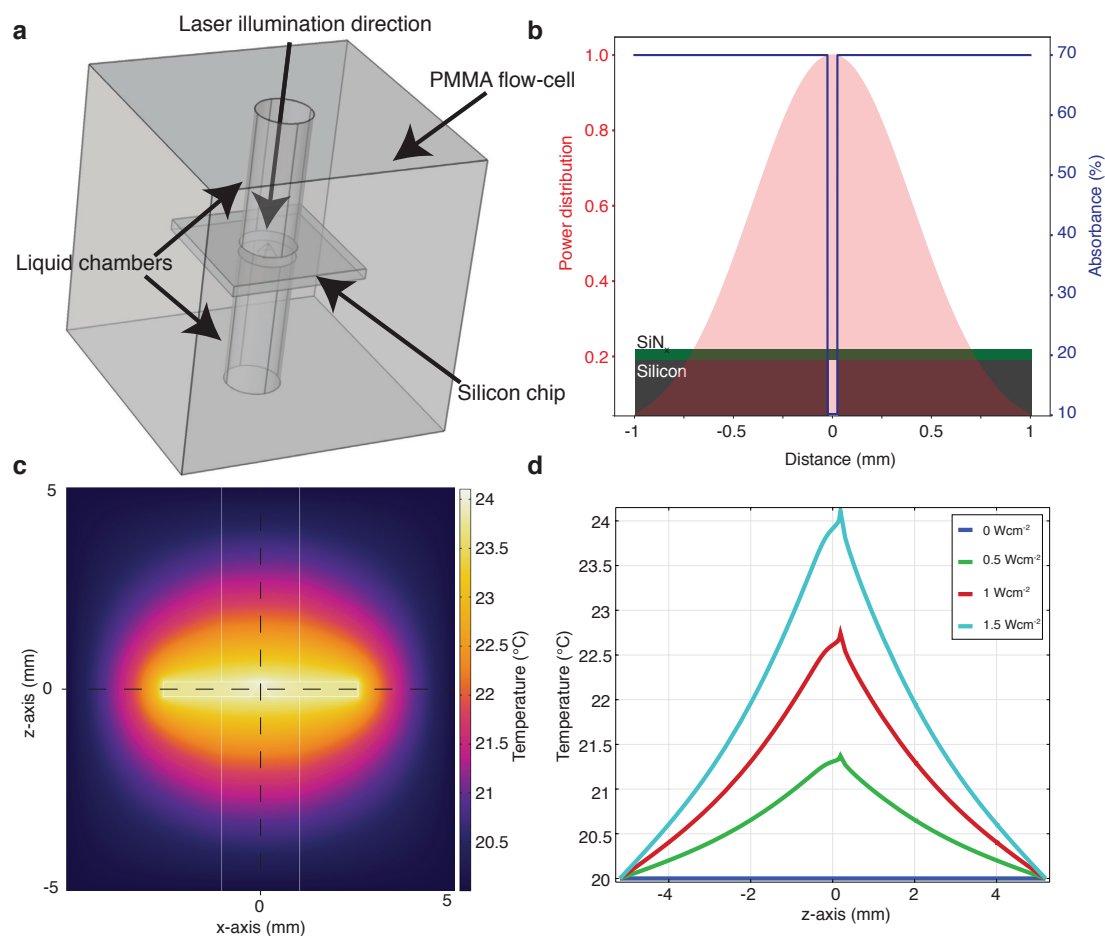 a
Laser illumination direction
PMMA flow-cell
Liquid chambers
Silicon chip
b
1.0
0.8
0.6
0.4
0.2
Power distribution
70
60
50
40
30
20
10
Absorbance (%)
SiNₓ
Silicon
-1
-0.5
0
0.5
1
Distance (mm)
c
5
0
-5
z-axis (mm)
0
5
x-axis (mm)
24
23.5
23
22.5
22
21.5
21
20.5
Temperature (°C)
d
24
23.5
23
22.5
22
21.5
21
20.5
20
Temperature (°C)
0 Wcm⁻²
0.5 Wcm⁻²
1 Wcm⁻²
1.5 Wcm⁻²
-4
-2
0
2
4
z-axis (mm)